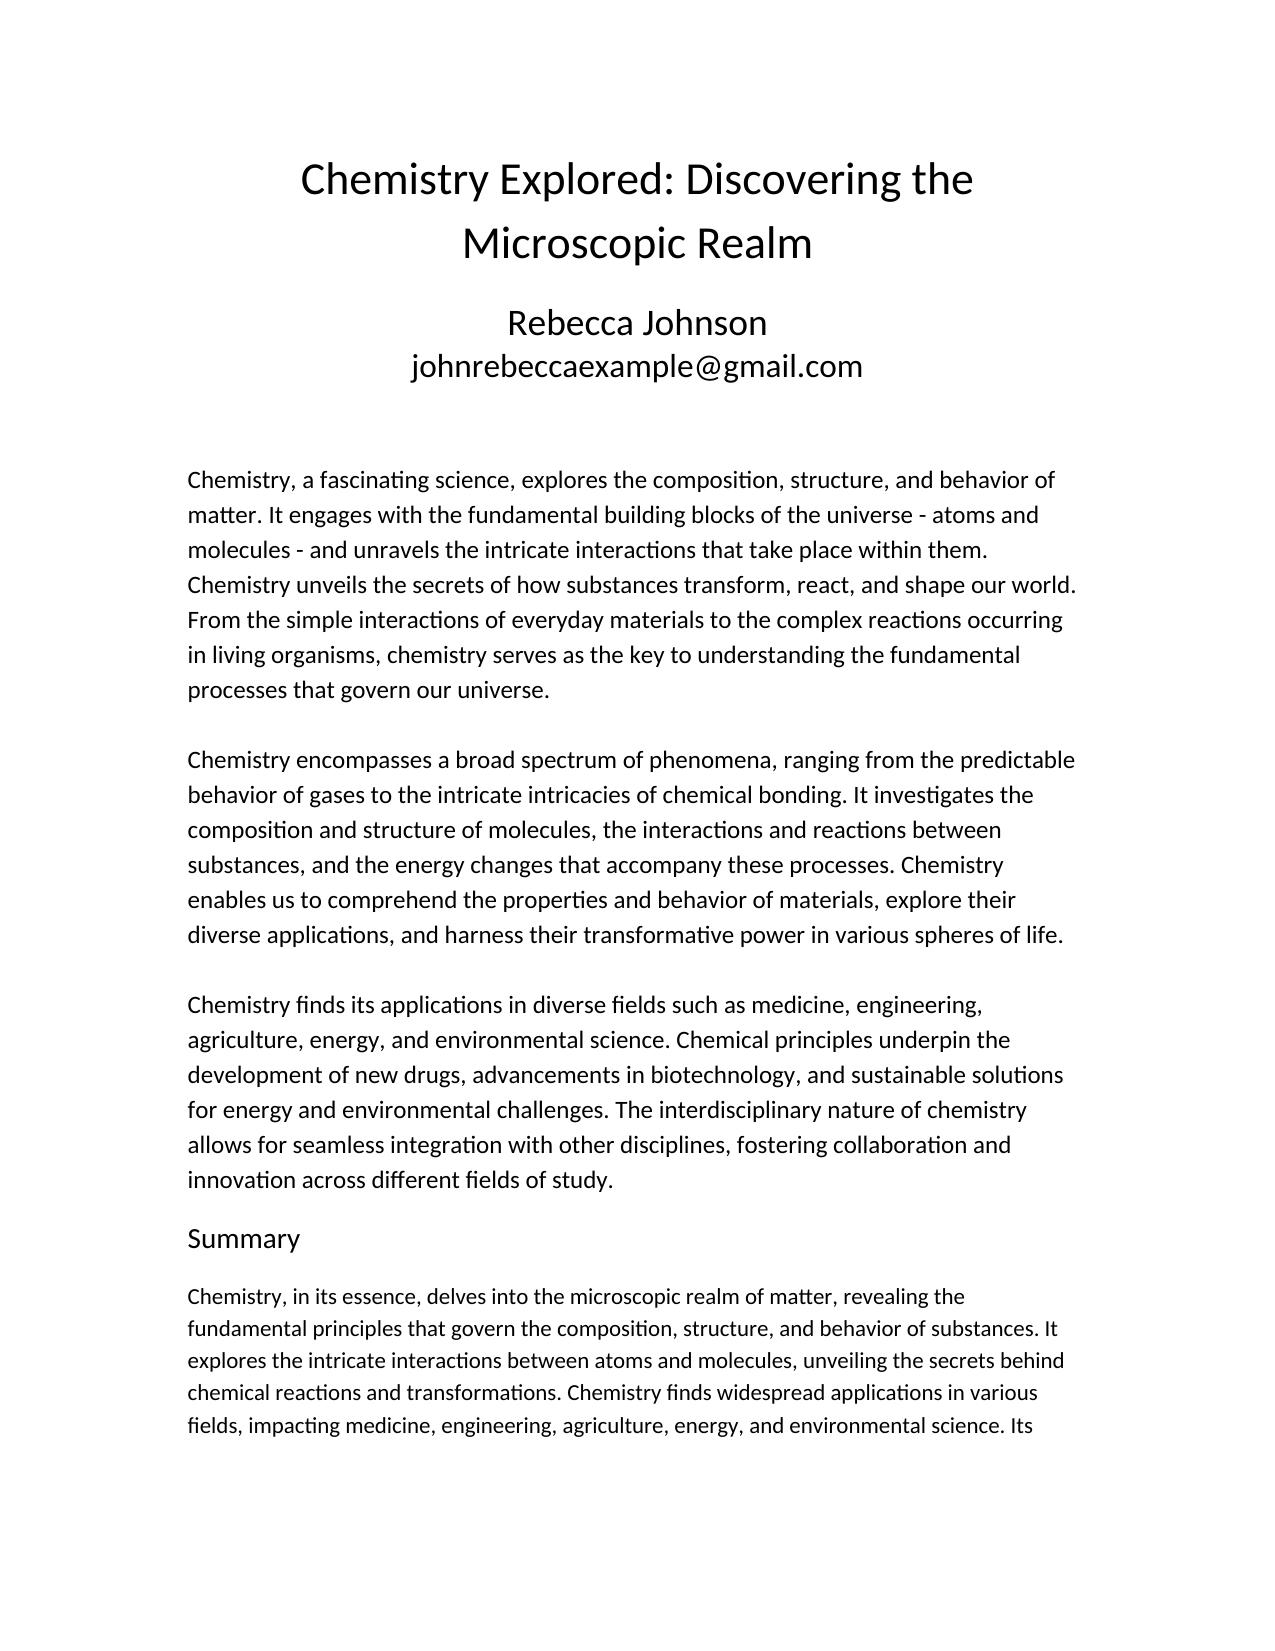 Chemistry Explored: Discovering the
Microscopic Realm
Rebecca Johnson
johnrebeccaexample@gmail.com
Chemistry, a fascinating science, explores the composition, structure, and behavior of
matter. It engages with the fundamental building blocks of the universe - atoms and
molecules - and unravels the intricate interactions that take place within them.
Chemistry unveils the secrets of how substances transform, react, and shape our world.
From the simple interactions of everyday materials to the complex reactions occurring
in living organisms, chemistry serves as the key to understanding the fundamental
processes that govern our universe.
Chemistry encompasses a broad spectrum of phenomena, ranging from the predictable
behavior of gases to the intricate intricacies of chemical bonding. It investigates the
composition and structure of molecules, the interactions and reactions between
substances, and the energy changes that accompany these processes. Chemistry
enables us to comprehend the properties and behavior of materials, explore their
diverse applications, and harness their transformative power in various spheres of life.
Chemistry finds its applications in diverse fields such as medicine, engineering,
agriculture, energy, and environmental science. Chemical principles underpin the
development of new drugs, advancements in biotechnology, and sustainable solutions
for energy and environmental challenges. The interdisciplinary nature of chemistry
allows for seamless integration with other disciplines, fostering collaboration and
innovation across different fields of study.
Summary
Chemistry, in its essence, delves into the microscopic realm of matter, revealing the
fundamental principles that govern the composition, structure, and behavior of substances. It
explores the intricate interactions between atoms and molecules, unveiling the secrets behind
chemical reactions and transformations. Chemistry finds widespread applications in various
fields, impacting medicine, engineering, agriculture, energy, and environmental science. Its